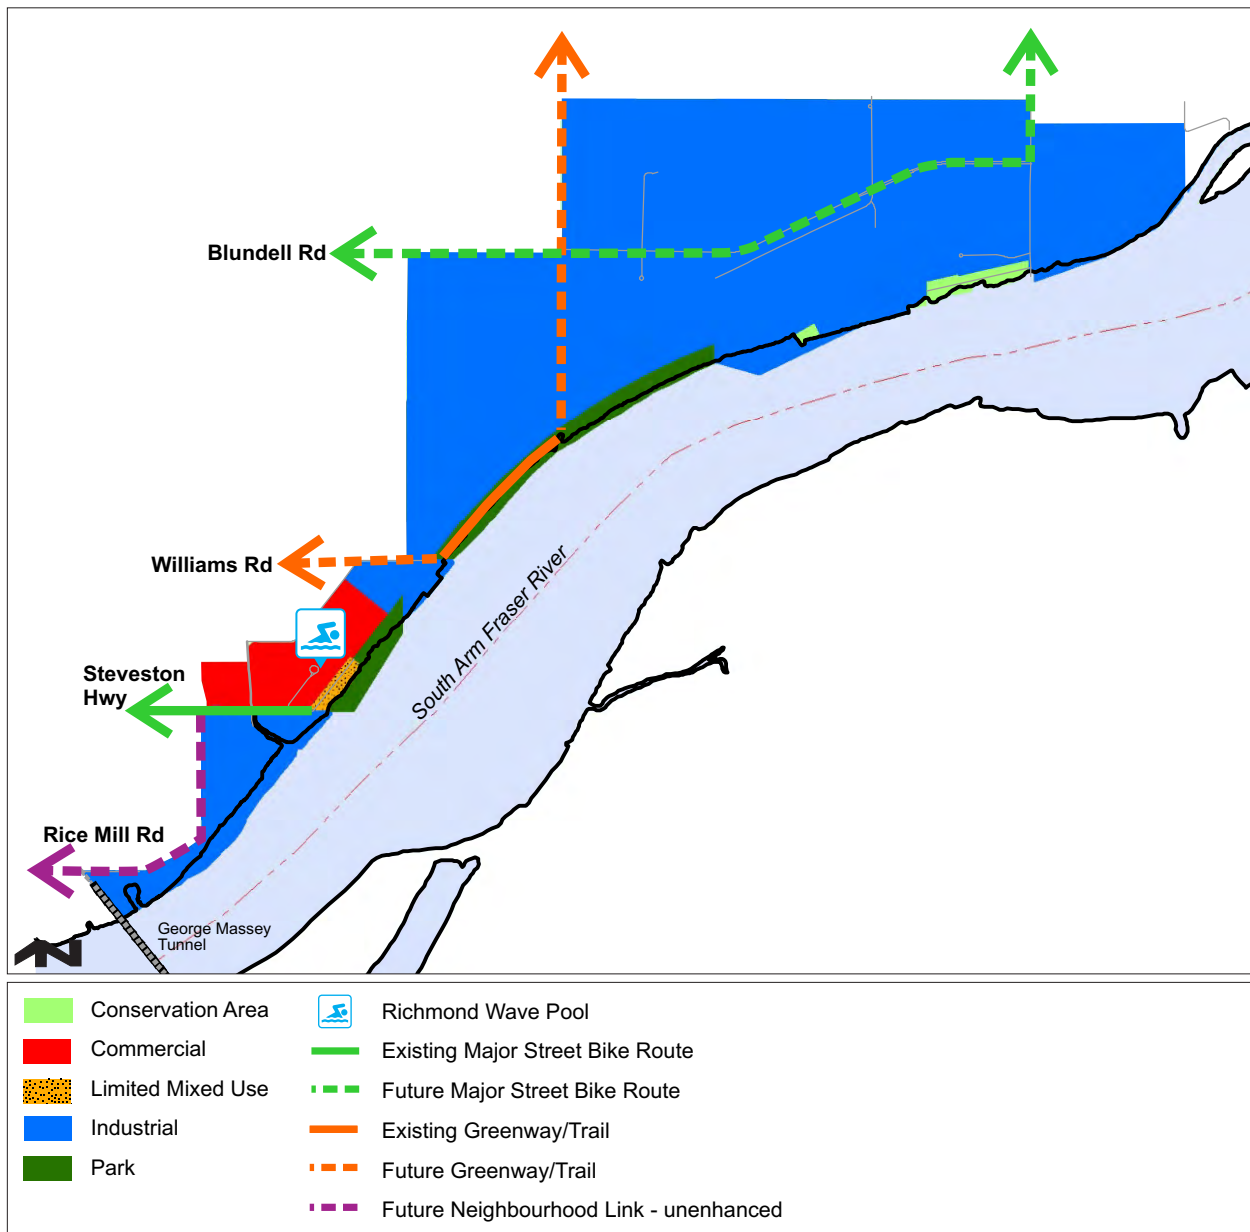 Blundell Rd
Williams Rd
Steveston
Hwy
South Arm Fraser River
Rice Mill Rd
George Massey
Tunnel
N
Conservation Area
Commercial
Limited Mixed Use
Industrial
Park
Richmond Wave Pool
Existing Major Street Bike Route
Future Major Street Bike Route
Existing Greenway/Trail
Future Greenway/Trail
Future Neighbourhood Link - unenhanced